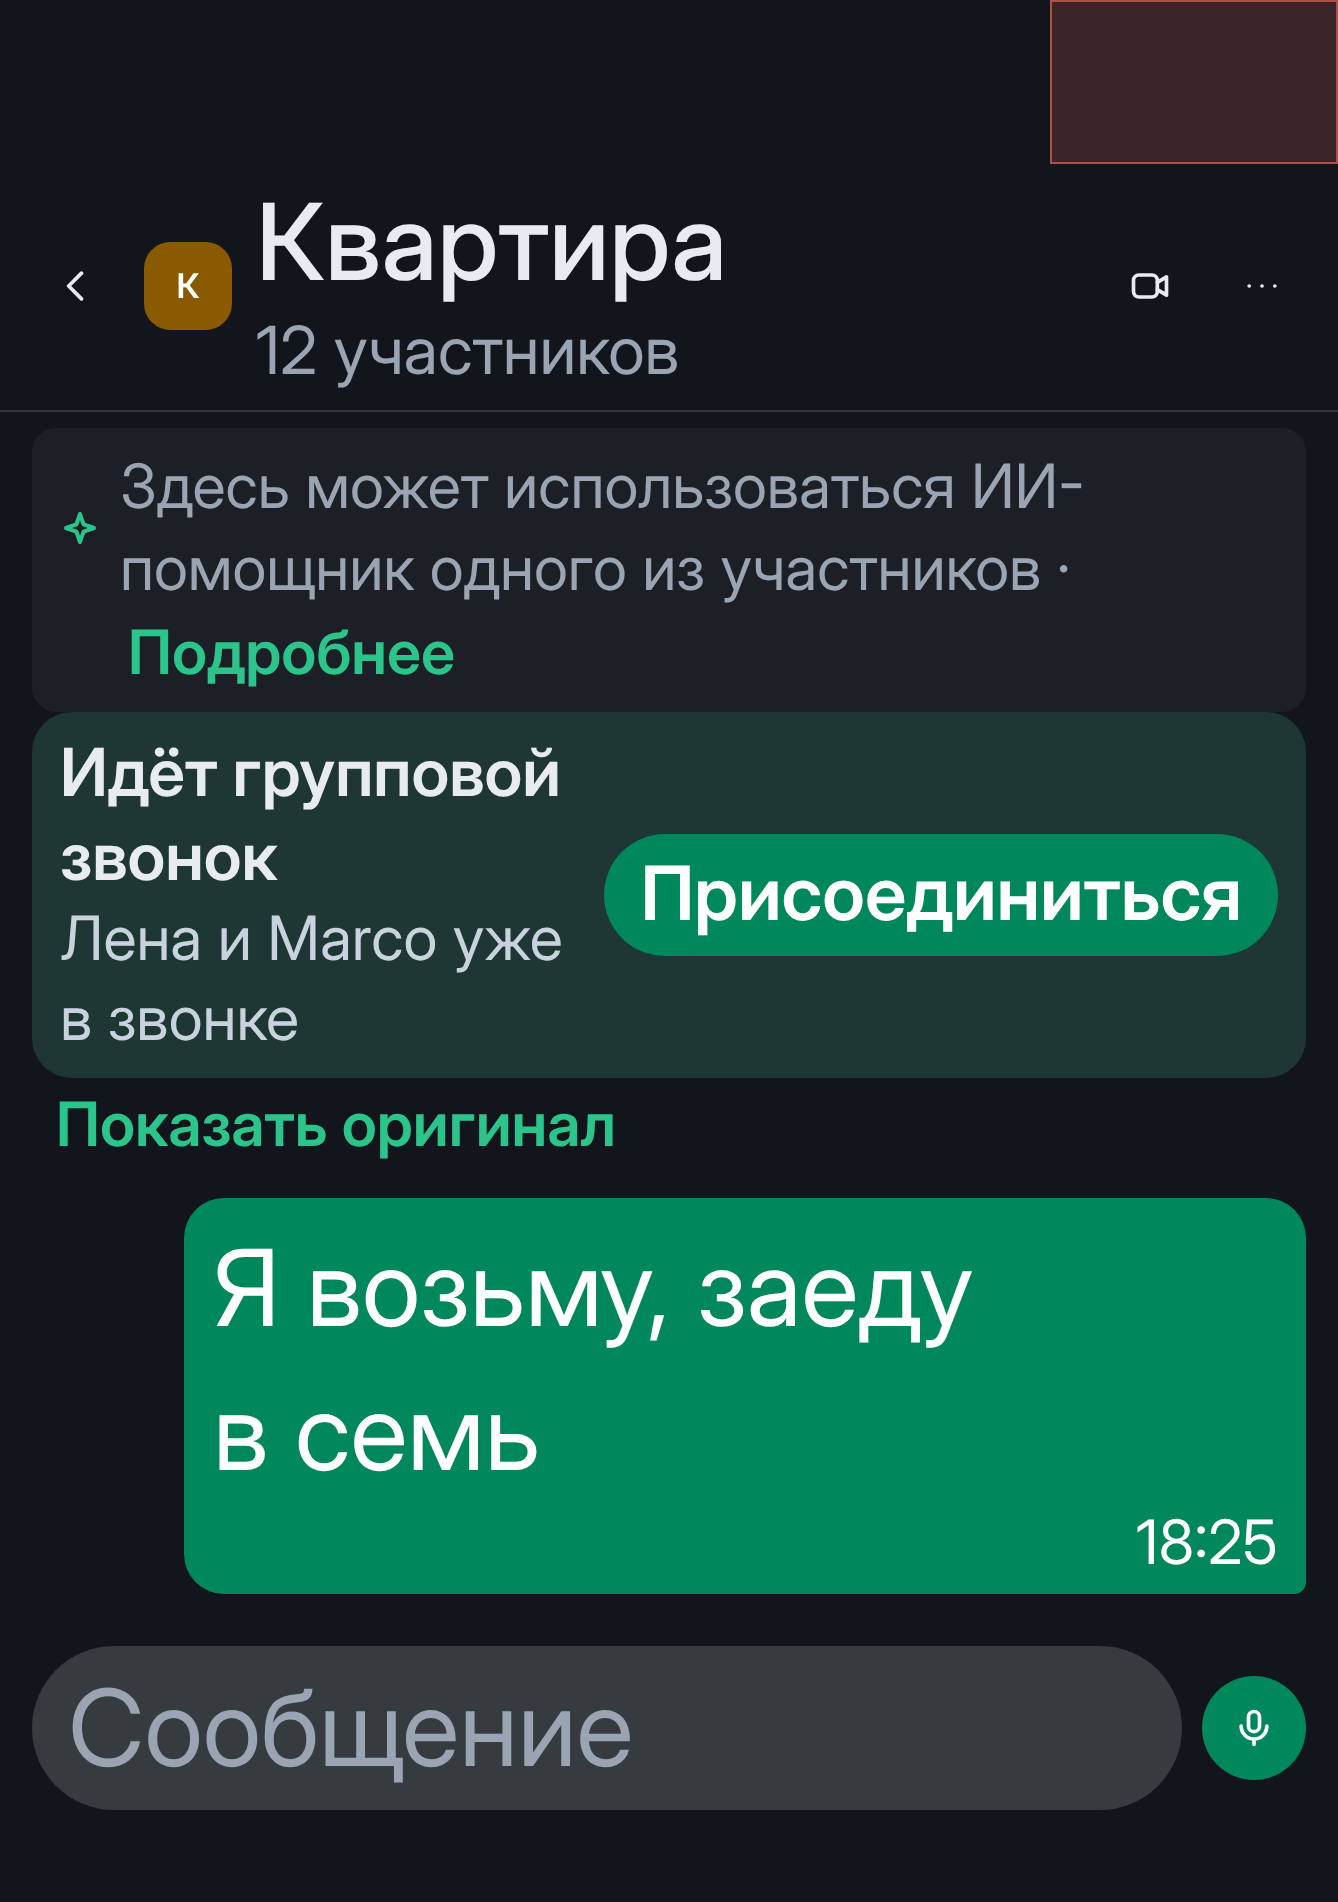 К
Квартира
12 участников
Здесь может использоваться ИИ-
помощник одного из участников ·
Подробнее
Идёт групповой
звонок
Лена и Marco уже
в звонке
Присоединиться
Показать оригинал
Я возьму, заеду
в семь
18:25
Сообщение